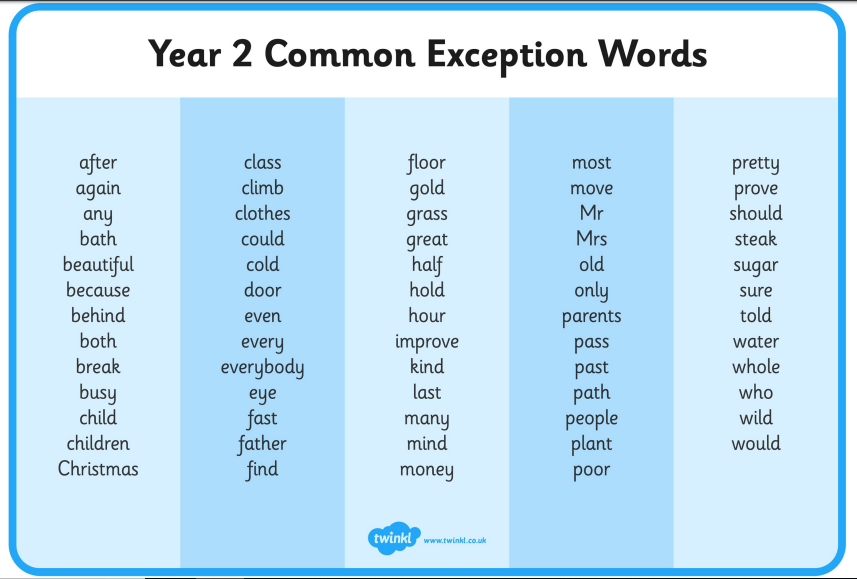 Year 2 Common Exception Words
after
again
any
bath
beautiful
because
behind
both
break
busy
child
children
Christmas
class
climb
clothes
could
cold
door
even
every
everybody
eye
fast
father
find
floor
gold
grass
great
half
hold
hour
improve
kind
last
many
mind
money
most
move
Mr
Mrs
old
only
parents
pass
past
path
people
plant
poor
pretty
prove
should
steak
sugar
sure
told
water
whole
who
wild
would
twinkl www.twinkl.co.uk